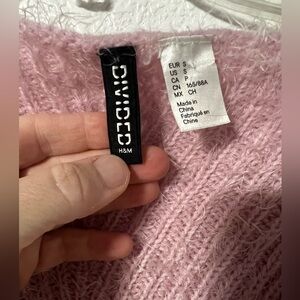 DIVIDED
H&M
EUR S
US S
CA P
CN 165/88A
MX CH
Made in
China
Fabriqué en
Chine